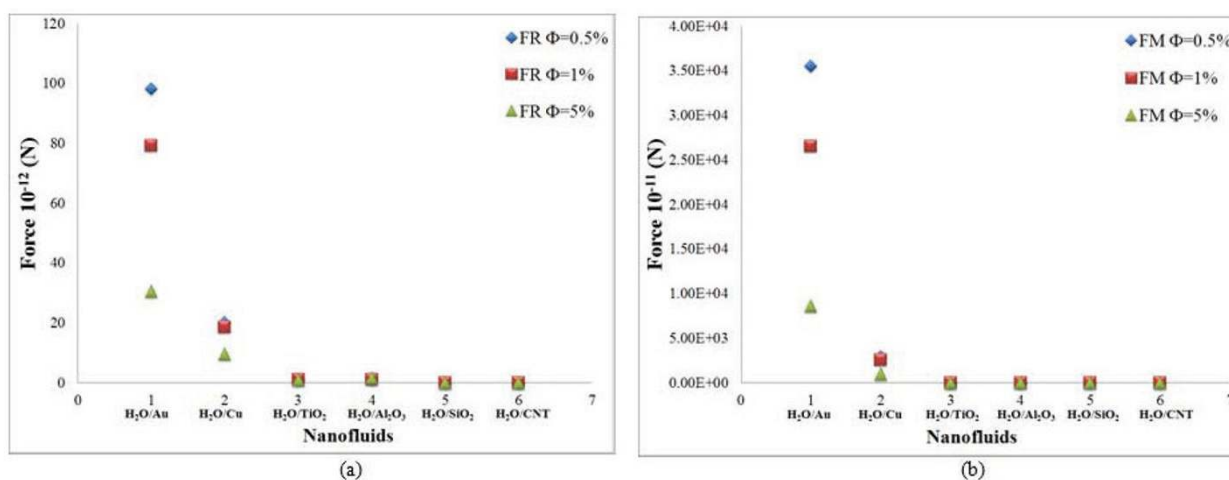 120
100
80
60
40
20
0
Force 10⁻¹² (N)
FR Φ=0.5%
FR Φ=1%
FR Φ=5%
0 1 2 3 4 5 6 7
H₂O/Au H₂O/Cu H₂O/TiO₂ H₂O/Al₂O₃ H₂O/SiO₂ H₂O/CNT
Nanofluids
(a)
4.00E+04
3.50E+04
3.00E+04
2.50E+04
2.00E+04
1.50E+04
1.00E+04
5.00E+03
0.00E+00
Force 10⁻¹¹ (N)
FM Φ=0.5%
FM Φ=1%
FM Φ=5%
0 1 2 3 4 5 6 7
H₂O/Au H₂O/Cu H₂O/TiO₂ H₂O/Al₂O₃ H₂O/SiO₂ H₂O/CNT
Nanofluids
(b)